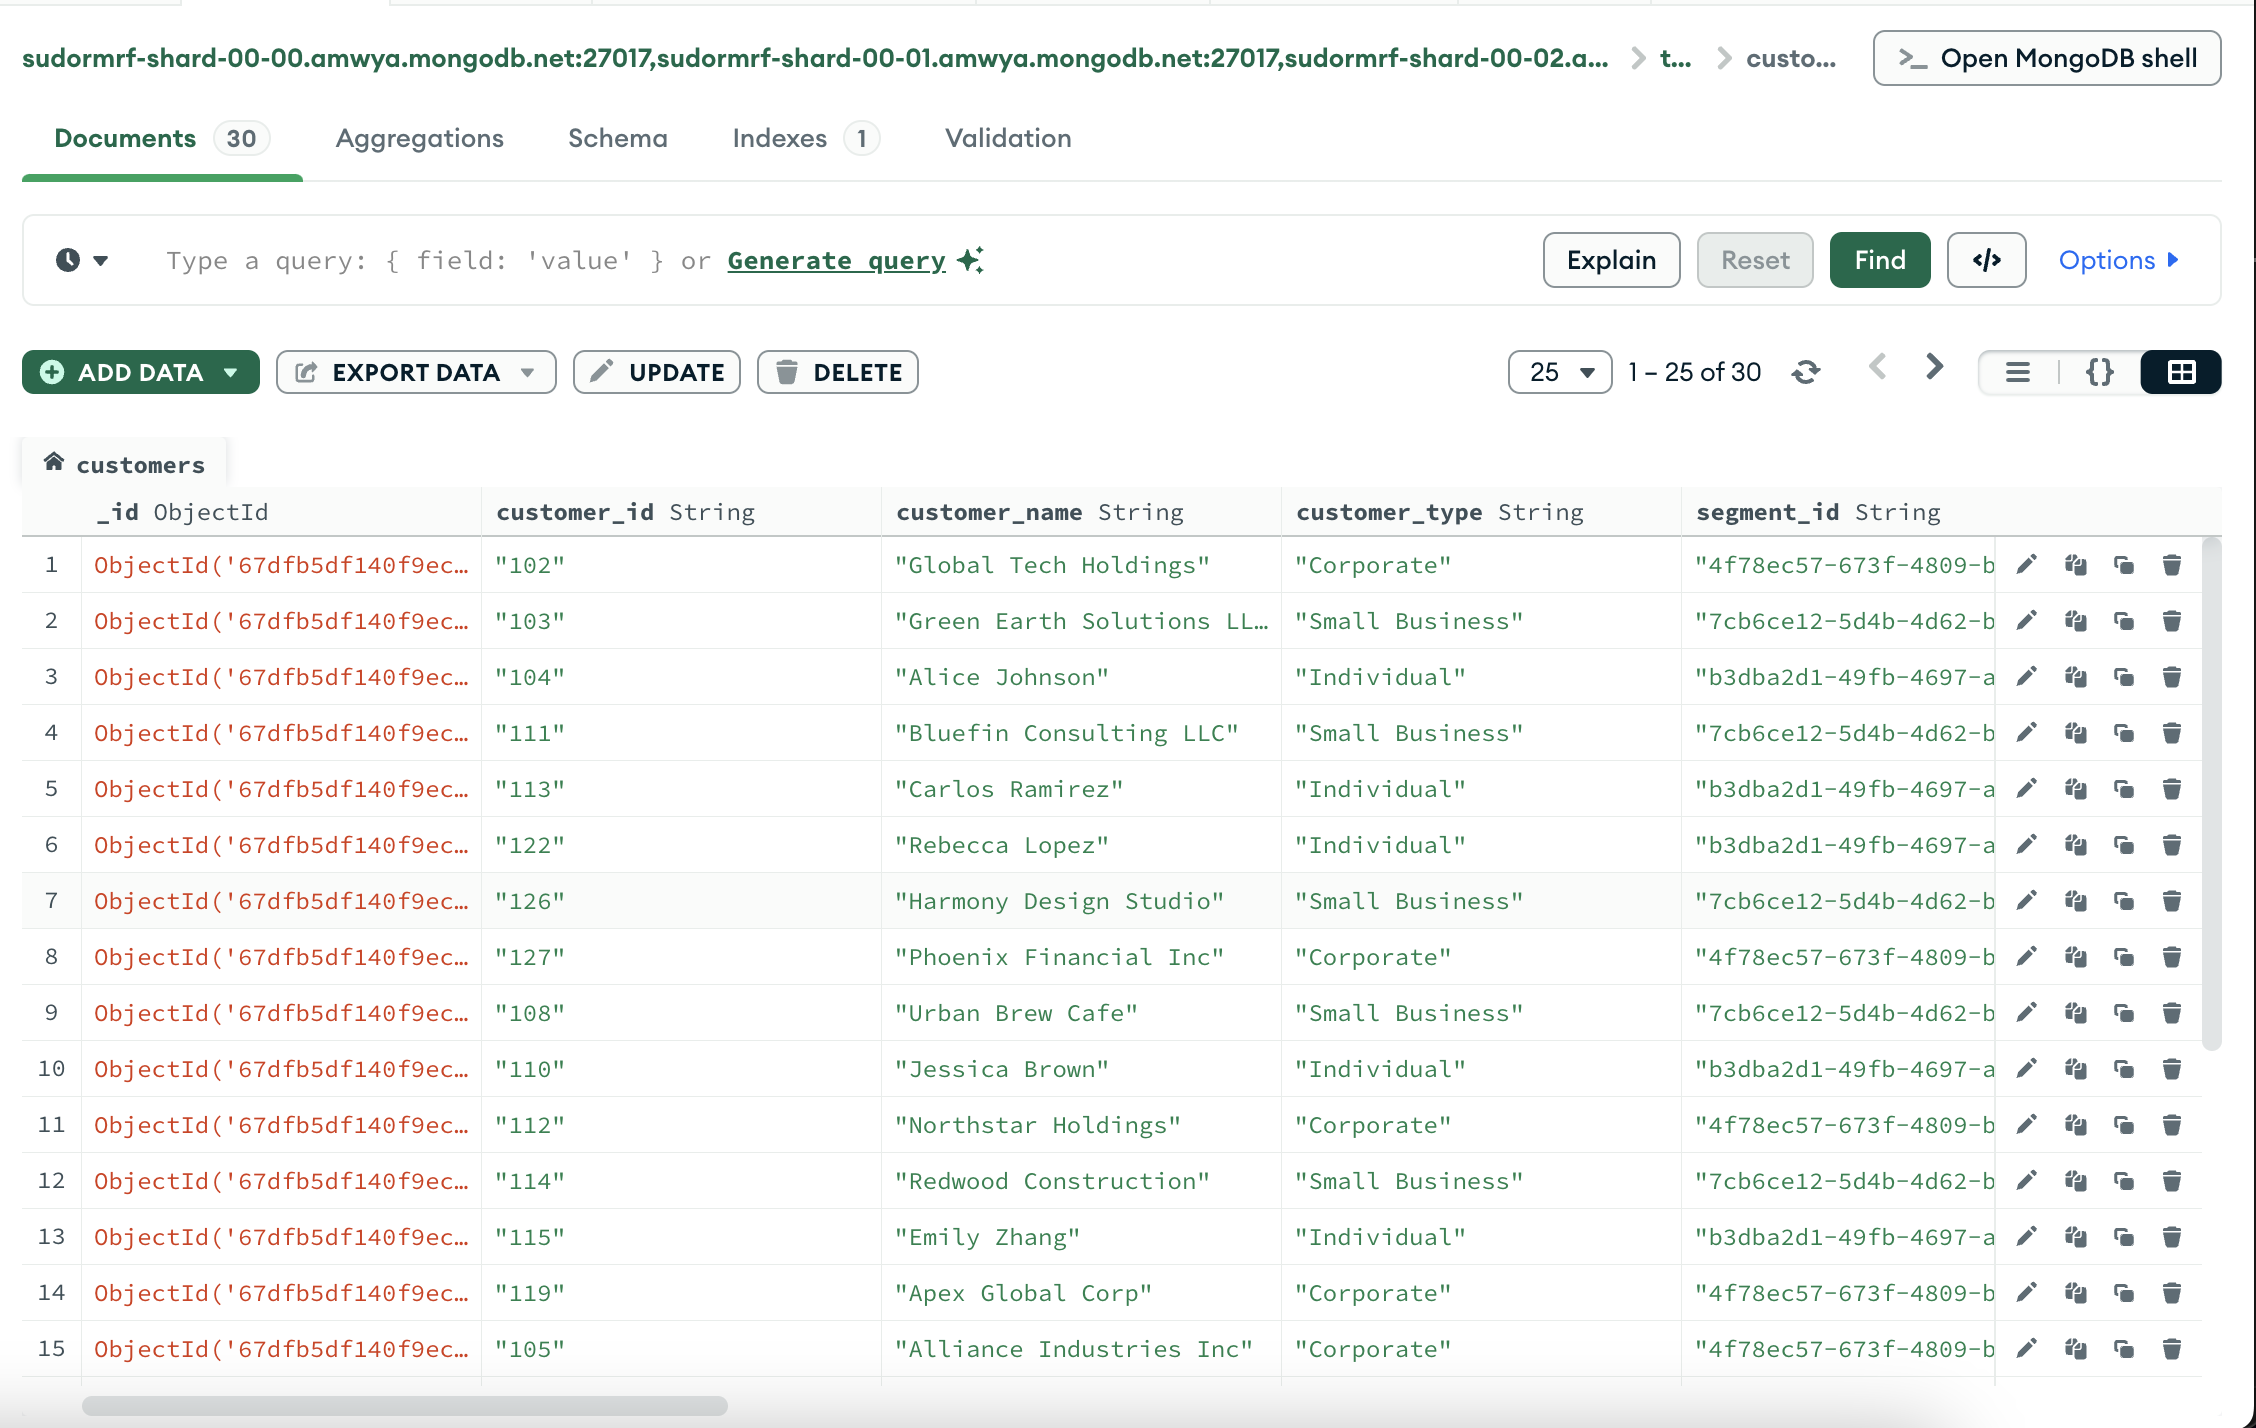 sudormrf-shard-00-00.amwya.mongodb.net:27017,sudormrf-shard-00-01.amwya.mongodb.net:27017,sudormrf-shard-00-02.a... > t... > custo... >_ Open MongoDB shell
Documents 30 Aggregations Schema Indexes 1 Validation
Type a query: { field: 'value' } or Generate query Explain Reset Find </> Options
ADD DATA EXPORT DATA UPDATE DELETE 25 1 – 25 of 30 {}
customers
_id ObjectId customer_id String customer_name String customer_type String segment_id String
1 ObjectId('67dfb5df140f9ec… "102" "Global Tech Holdings" "Corporate" "4f78ec57-673f-4809-b
2 ObjectId('67dfb5df140f9ec… "103" "Green Earth Solutions LL… "Small Business" "7cb6ce12-5d4b-4d62-b
3 ObjectId('67dfb5df140f9ec… "104" "Alice Johnson" "Individual" "b3dba2d1-49fb-4697-a
4 ObjectId('67dfb5df140f9ec… "111" "Bluefin Consulting LLC" "Small Business" "7cb6ce12-5d4b-4d62-b
5 ObjectId('67dfb5df140f9ec… "113" "Carlos Ramirez" "Individual" "b3dba2d1-49fb-4697-a
6 ObjectId('67dfb5df140f9ec… "122" "Rebecca Lopez" "Individual" "b3dba2d1-49fb-4697-a
7 ObjectId('67dfb5df140f9ec… "126" "Harmony Design Studio" "Small Business" "7cb6ce12-5d4b-4d62-b
8 ObjectId('67dfb5df140f9ec… "127" "Phoenix Financial Inc" "Corporate" "4f78ec57-673f-4809-b
9 ObjectId('67dfb5df140f9ec… "108" "Urban Brew Cafe" "Small Business" "7cb6ce12-5d4b-4d62-b
10 ObjectId('67dfb5df140f9ec… "110" "Jessica Brown" "Individual" "b3dba2d1-49fb-4697-a
11 ObjectId('67dfb5df140f9ec… "112" "Northstar Holdings" "Corporate" "4f78ec57-673f-4809-b
12 ObjectId('67dfb5df140f9ec… "114" "Redwood Construction" "Small Business" "7cb6ce12-5d4b-4d62-b
13 ObjectId('67dfb5df140f9ec… "115" "Emily Zhang" "Individual" "b3dba2d1-49fb-4697-a
14 ObjectId('67dfb5df140f9ec… "119" "Apex Global Corp" "Corporate" "4f78ec57-673f-4809-b
15 ObjectId('67dfb5df140f9ec… "105" "Alliance Industries Inc" "Corporate" "4f78ec57-673f-4809-b